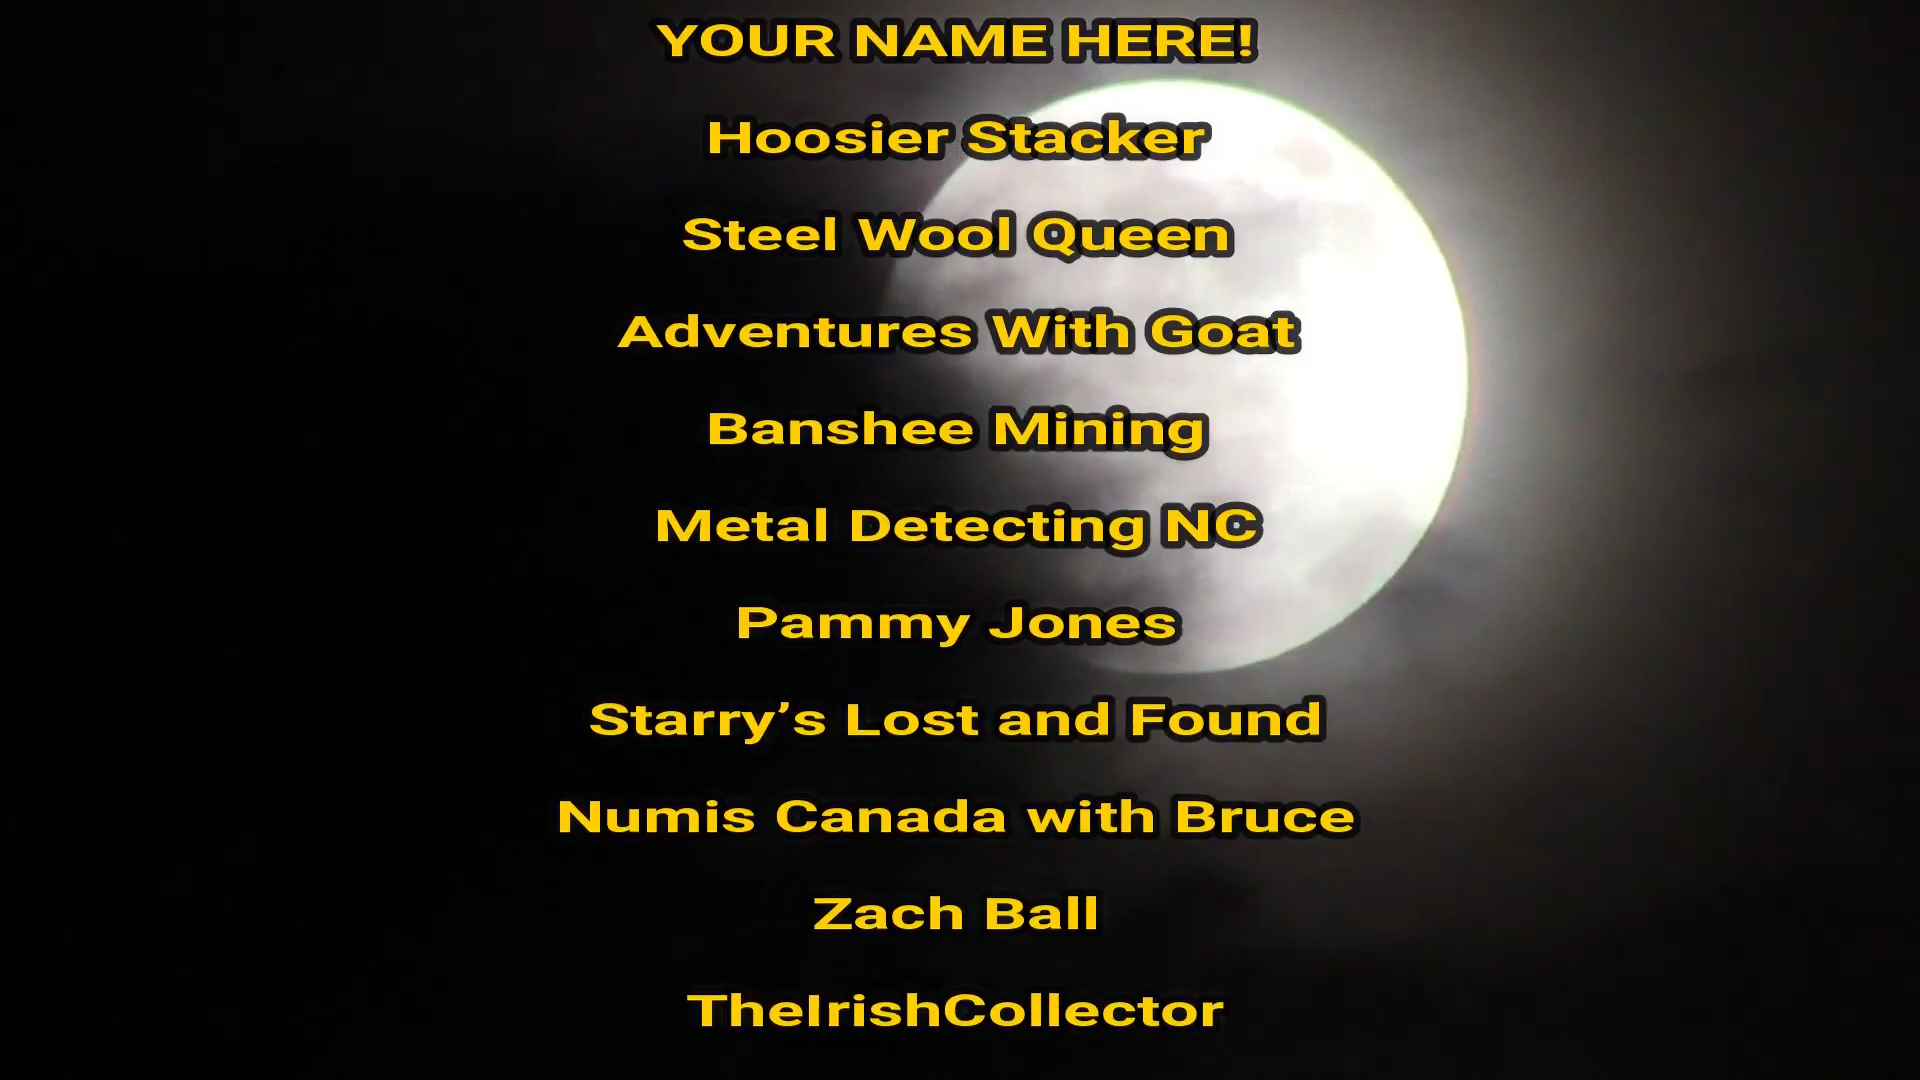 YOUR NAME HERE!
Hoosier Stacker
Steel Wool Queen
Adventures With Goat
Banshee Mining
Metal Detecting NC
Pammy Jones
Starry’s Lost and Found
Numis Canada with Bruce
Zach Ball
TheIrishCollector